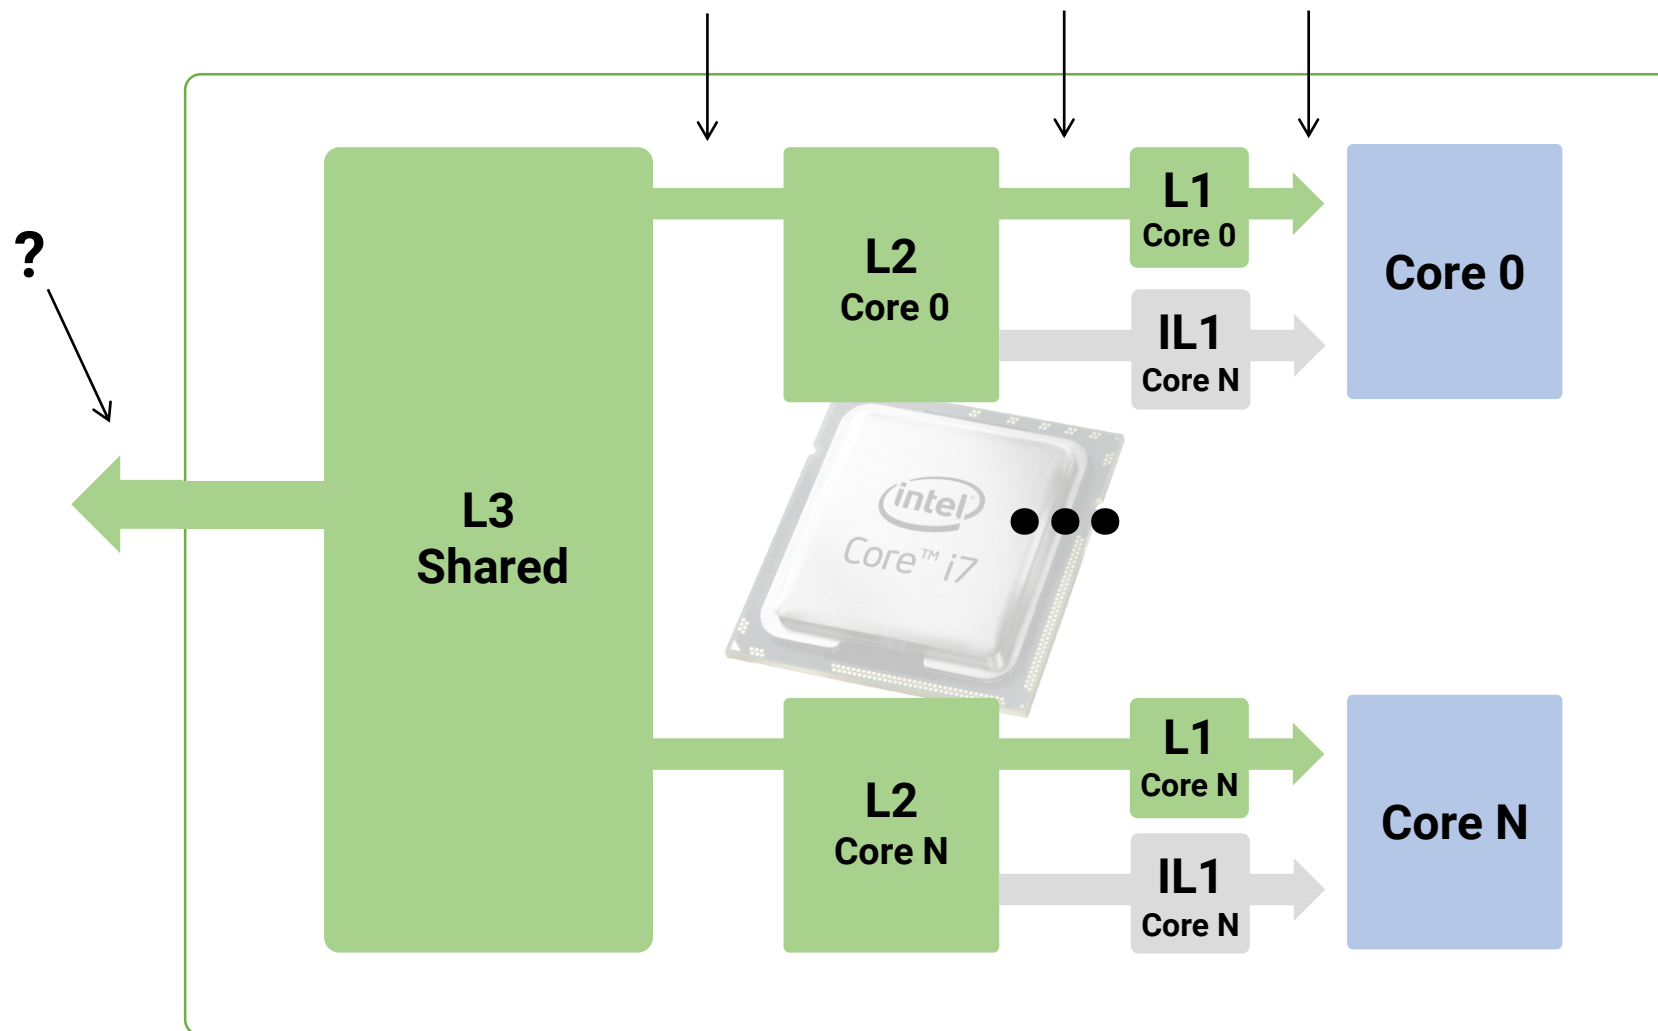 ?
L3
Shared
L2
Core 0
L1
Core 0
IL1
Core N
Core 0
intel
Core™ i7
L2
Core N
L1
Core N
IL1
Core N
Core N